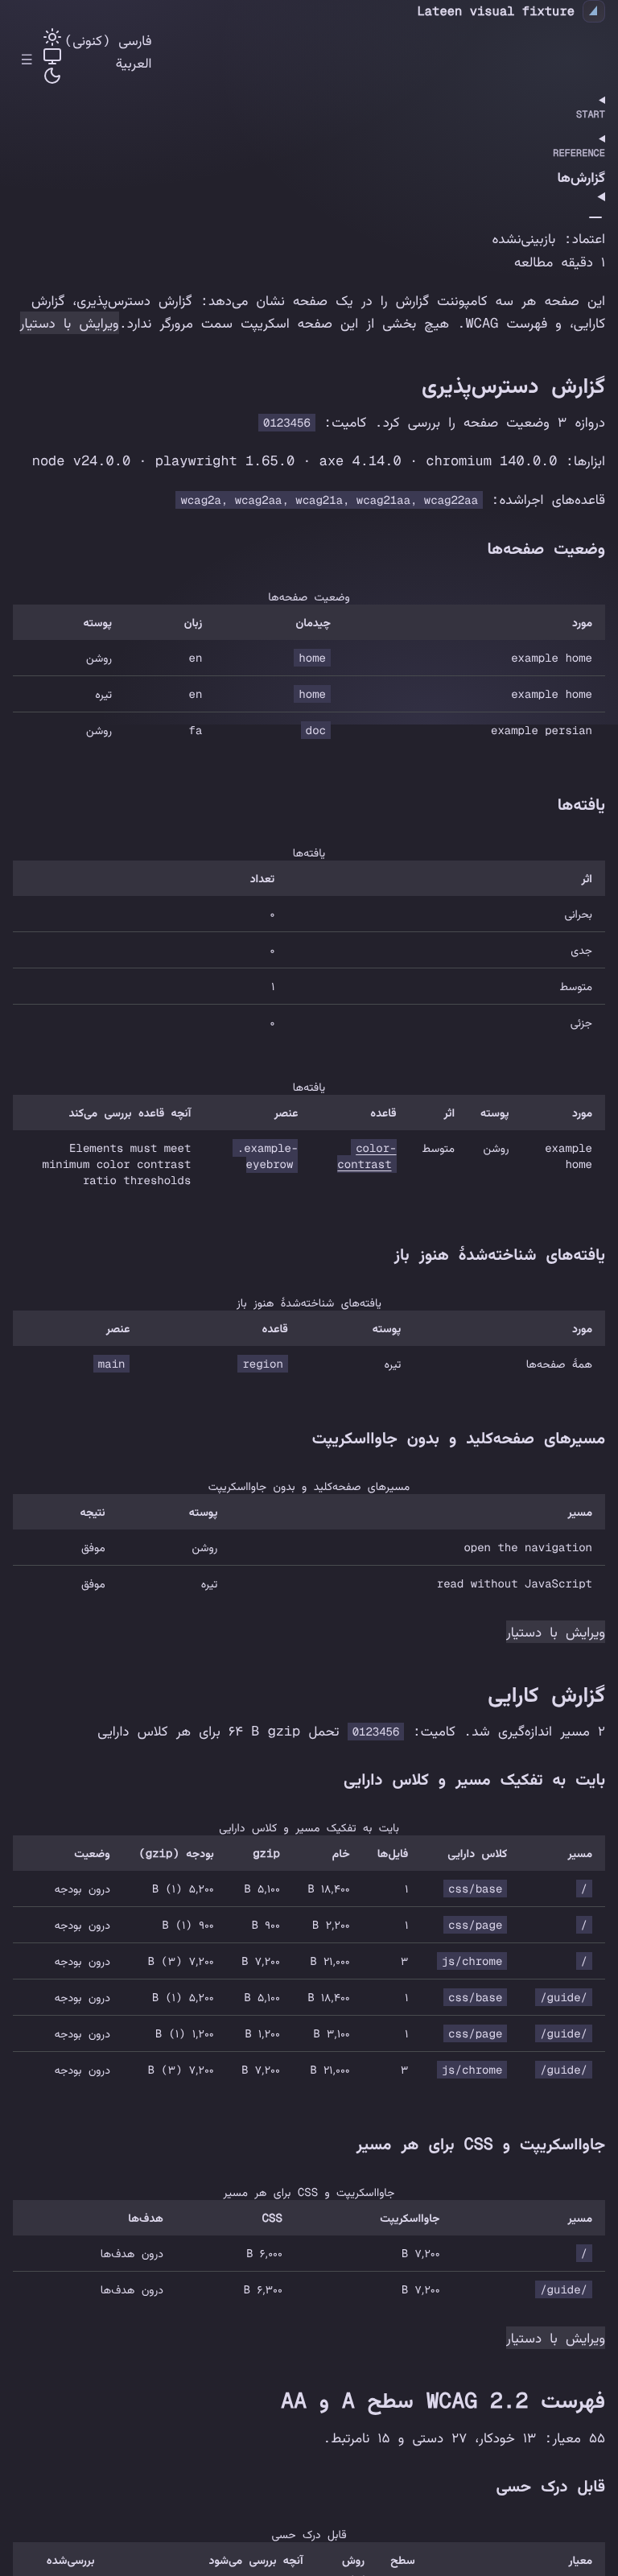 Lateen visual fixture
فارسی (کنونی)
العربية
START
REFERENCE
گزارش‌ها
اعتماد: بازبینی‌نشده
۱ دقیقه مطالعه
این صفحه هر سه کامپوننت گزارش را در یک صفحه نشان می‌دهد: گزارش دسترس‌پذیری، گزارش
کارایی، و فهرست WCAG. هیچ بخشی از این صفحه اسکریپت سمت مرورگر ندارد.ویرایش با دستیار
گزارش دسترس‌پذیری
دروازه ۳ وضعیت صفحه را بررسی کرد. کامیت: 0123456
ابزارها: node v24.0.0 · playwright 1.65.0 · axe 4.14.0 · chromium 140.0.0
قاعده‌های اجراشده: wcag2a, wcag2aa, wcag21a, wcag21aa, wcag22aa
وضعیت صفحه‌ها
وضعیت صفحه‌ها
مورد چیدمان زبان پوسته
example home home en روشن
example home home en تیره
example persian doc fa روشن
یافته‌ها
یافته‌ها
اثر تعداد
بحرانی ۰
جدی ۰
متوسط ۱
جزئی ۰
یافته‌ها
مورد پوسته اثر قاعده عنصر آنچه قاعده بررسی می‌کند
example روشن متوسط color- .example- Elements must meet
home contrast eyebrow minimum color contrast
ratio thresholds
یافته‌های شناخته‌شدهٔ هنوز باز
یافته‌های شناخته‌شدهٔ هنوز باز
مورد پوسته قاعده عنصر
همهٔ صفحه‌ها تیره region main
مسیرهای صفحه‌کلید و بدون جاوااسکریپت
مسیرهای صفحه‌کلید و بدون جاوااسکریپت
مسیر پوسته نتیجه
open the navigation روشن موفق
read without JavaScript تیره موفق
ویرایش با دستیار
گزارش کارایی
۲ مسیر اندازه‌گیری شد. کامیت: 0123456 تحمل ۶۴ B gzip برای هر کلاس دارایی
بایت به تفکیک مسیر و کلاس دارایی
بایت به تفکیک مسیر و کلاس دارایی
مسیر کلاس دارایی فایل‌ها خام gzip بودجه (gzip) وضعیت
/ css/base ۱ ۱۸٬۴۰۰ B ۵٬۱۰۰ B ۵٬۲۰۰ B (۱) درون بودجه
/ css/page ۱ ۲٬۲۰۰ B ۹۰۰ B ۹۰۰ B (۱) درون بودجه
/ js/chrome ۳ ۲۱٬۰۰۰ B ۷٬۲۰۰ B ۷٬۲۰۰ B (۳) درون بودجه
/guide/ css/base ۱ ۱۸٬۴۰۰ B ۵٬۱۰۰ B ۵٬۲۰۰ B (۱) درون بودجه
/guide/ css/page ۱ ۳٬۱۰۰ B ۱٬۲۰۰ B ۱٬۲۰۰ B (۱) درون بودجه
/guide/ js/chrome ۳ ۲۱٬۰۰۰ B ۷٬۲۰۰ B ۷٬۲۰۰ B (۳) درون بودجه
جاوااسکریپت و CSS برای هر مسیر
جاوااسکریپت و CSS برای هر مسیر
مسیر جاوااسکریپت CSS هدف‌ها
/ ۷٬۲۰۰ B ۶٬۰۰۰ B درون هدف‌ها
/guide/ ۷٬۲۰۰ B ۶٬۳۰۰ B درون هدف‌ها
ویرایش با دستیار
فهرست WCAG 2.2 سطح A و AA
۵۵ معیار: ۱۳ خودکار، ۲۷ دستی و ۱۵ نامرتبط.
قابل درک حسی
قابل درک حسی
معیار سطح روش آنچه بررسی می‌شود بررسی‌شده